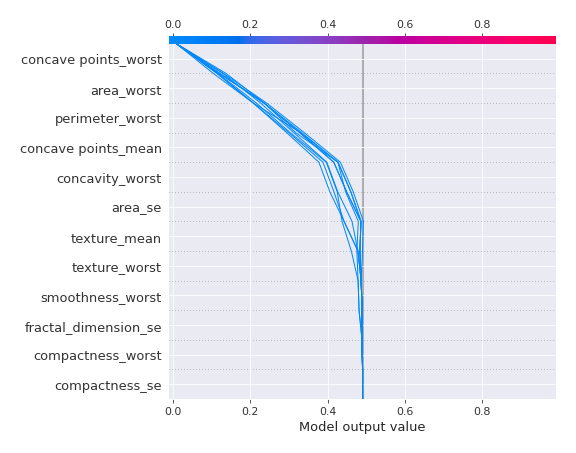 0.0 0.2 0.4 0.6 0.8
concave points_worst
area_worst
perimeter_worst
concave points_mean
concavity_worst
area_se
texture_mean
texture_worst
smoothness_worst
fractal_dimension_se
compactness_worst
compactness_se
0.0 0.2 0.4 0.6 0.8
Model output value